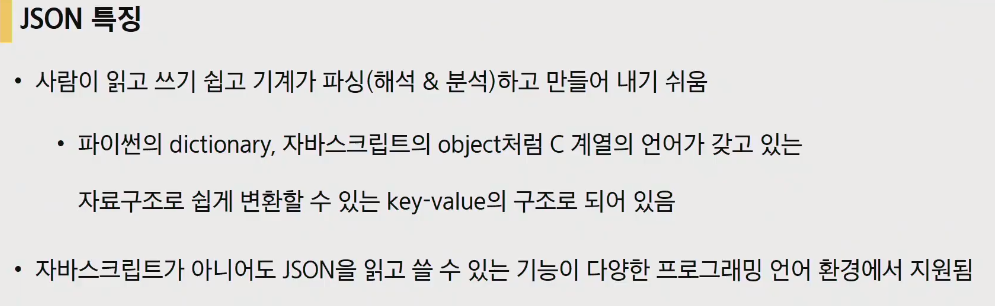 JSON 특징
• 사람이 읽고 쓰기 쉽고 기계가 파싱(해석 & 분석)하고 만들어 내기 쉬움
• 파이썬의 dictionary, 자바스크립트의 object처럼 C 계열의 언어가 갖고 있는
자료구조로 쉽게 변환할 수 있는 key-value의 구조로 되어 있음
• 자바스크립트가 아니어도 JSON을 읽고 쓸 수 있는 기능이 다양한 프로그래밍 언어 환경에서 지원됨